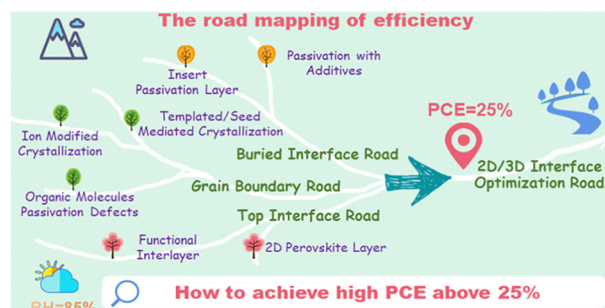 The road mapping of efficiency
Insert
Passivation Layer
Passivation with
Additives
PCE=25%
Ion Modified
Crystallization
Templated/Seed
Mediated Crystallization
Buried Interface Road
2D/3D Interface
Optimization Road
Grain Boundary Road
Organic Molecules
Passivation Defects
Top Interface Road
Functional
Interlayer
2D Perovskite Layer
RH=85%
How to achieve high PCE above 25%